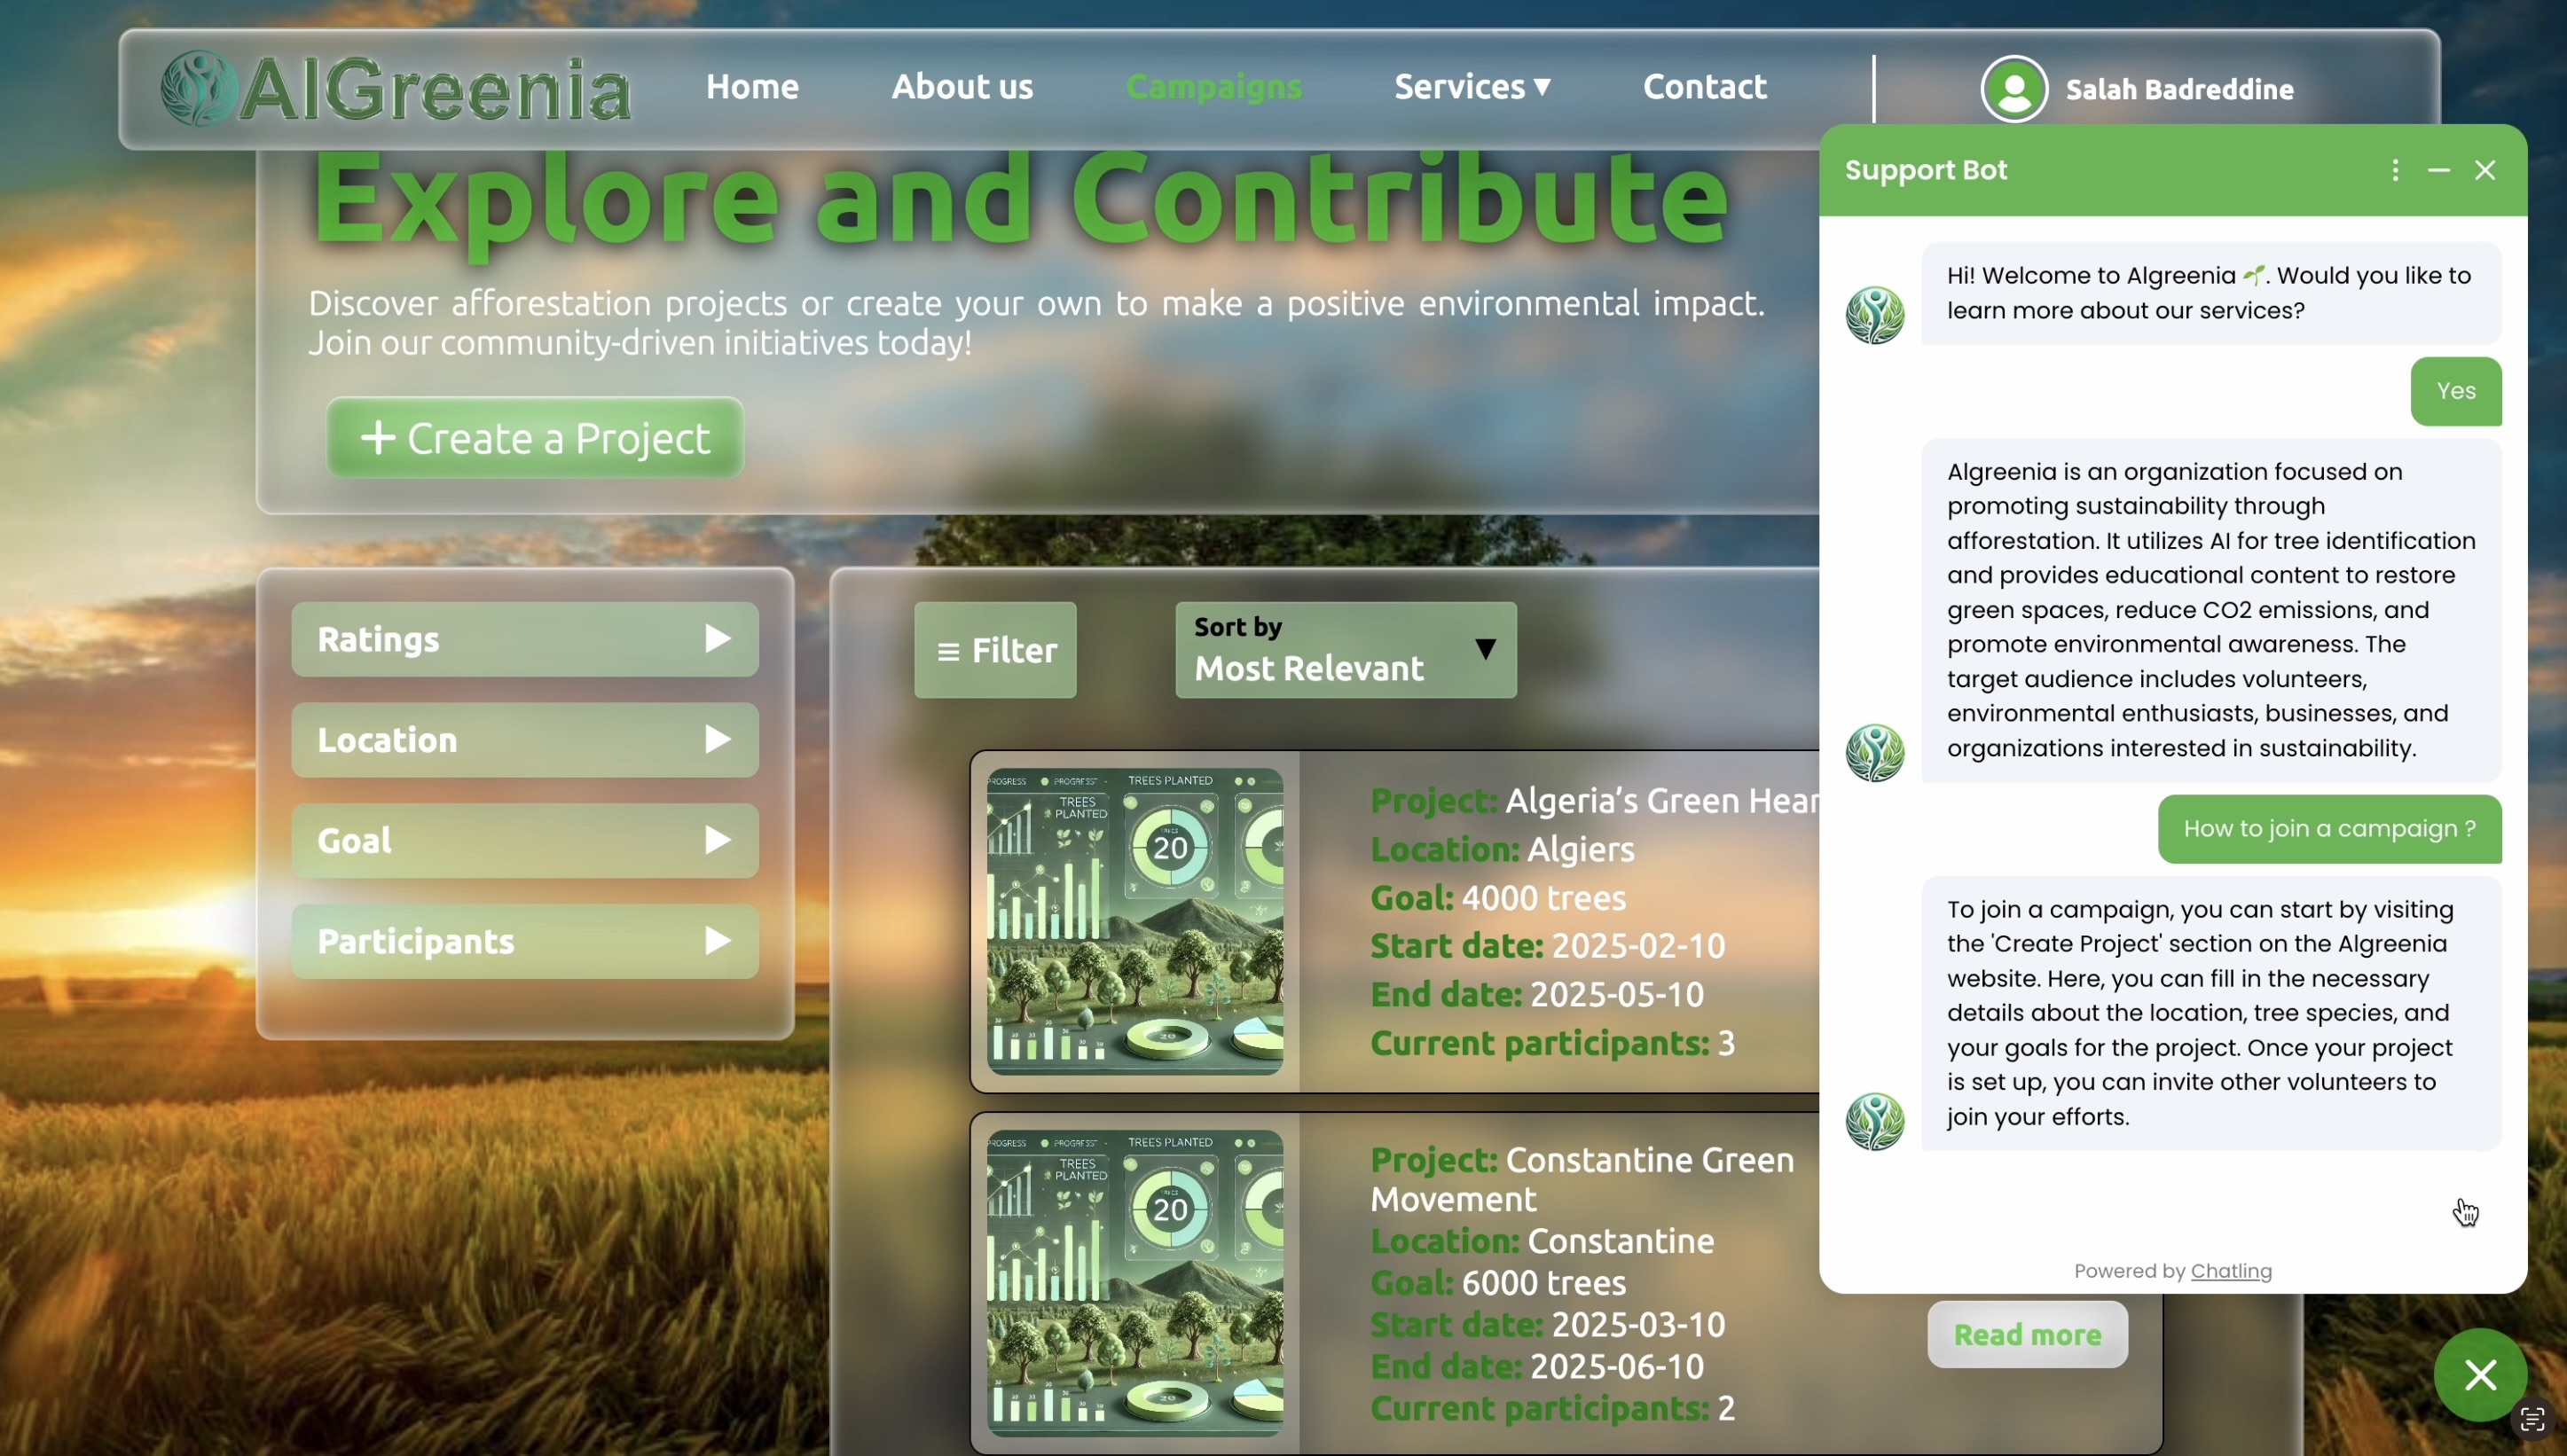 AlGreenia
Home
About us
Campaigns
Services ▼
Contact
Salah Badreddine
Explore and Contribute
Discover afforestation projects or create your own to make a positive environmental impact.
Join our community-driven initiatives today!
+ Create a Project
Ratings
Location
Goal
Participants
≡ Filter
Sort by
Most Relevant
TREES PLANTED
TREES
PLANTED
20
Project: Algeria’s Green Hear
Location: Algiers
Goal: 4000 trees
Start date: 2025-02-10
End date: 2025-05-10
Current participants: 3
TREES PLANTED
TREES
PLANTED
20
Project: Constantine Green
Movement
Location: Constantine
Goal: 6000 trees
Start date: 2025-03-10
End date: 2025-06-10
Current participants: 2
Read more
Support Bot
Hi! Welcome to Algreenia 🌱. Would you like to
learn more about our services?
Yes
Algreenia is an organization focused on
promoting sustainability through
afforestation. It utilizes AI for tree identification
and provides educational content to restore
green spaces, reduce CO2 emissions, and
promote environmental awareness. The
target audience includes volunteers,
environmental enthusiasts, businesses, and
organizations interested in sustainability.
How to join a campaign ?
To join a campaign, you can start by visiting
the 'Create Project' section on the Algreenia
website. Here, you can fill in the necessary
details about the location, tree species, and
your goals for the project. Once your project
is set up, you can invite other volunteers to
join your efforts.
Powered by Chatling